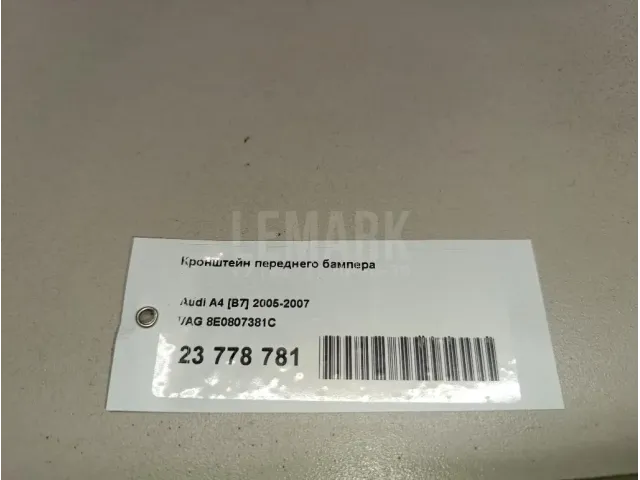 LEMARK
Кронштейн переднего бампера
Audi A4 [B7] 2005-2007
VAG 8E0807381C
23 778 781